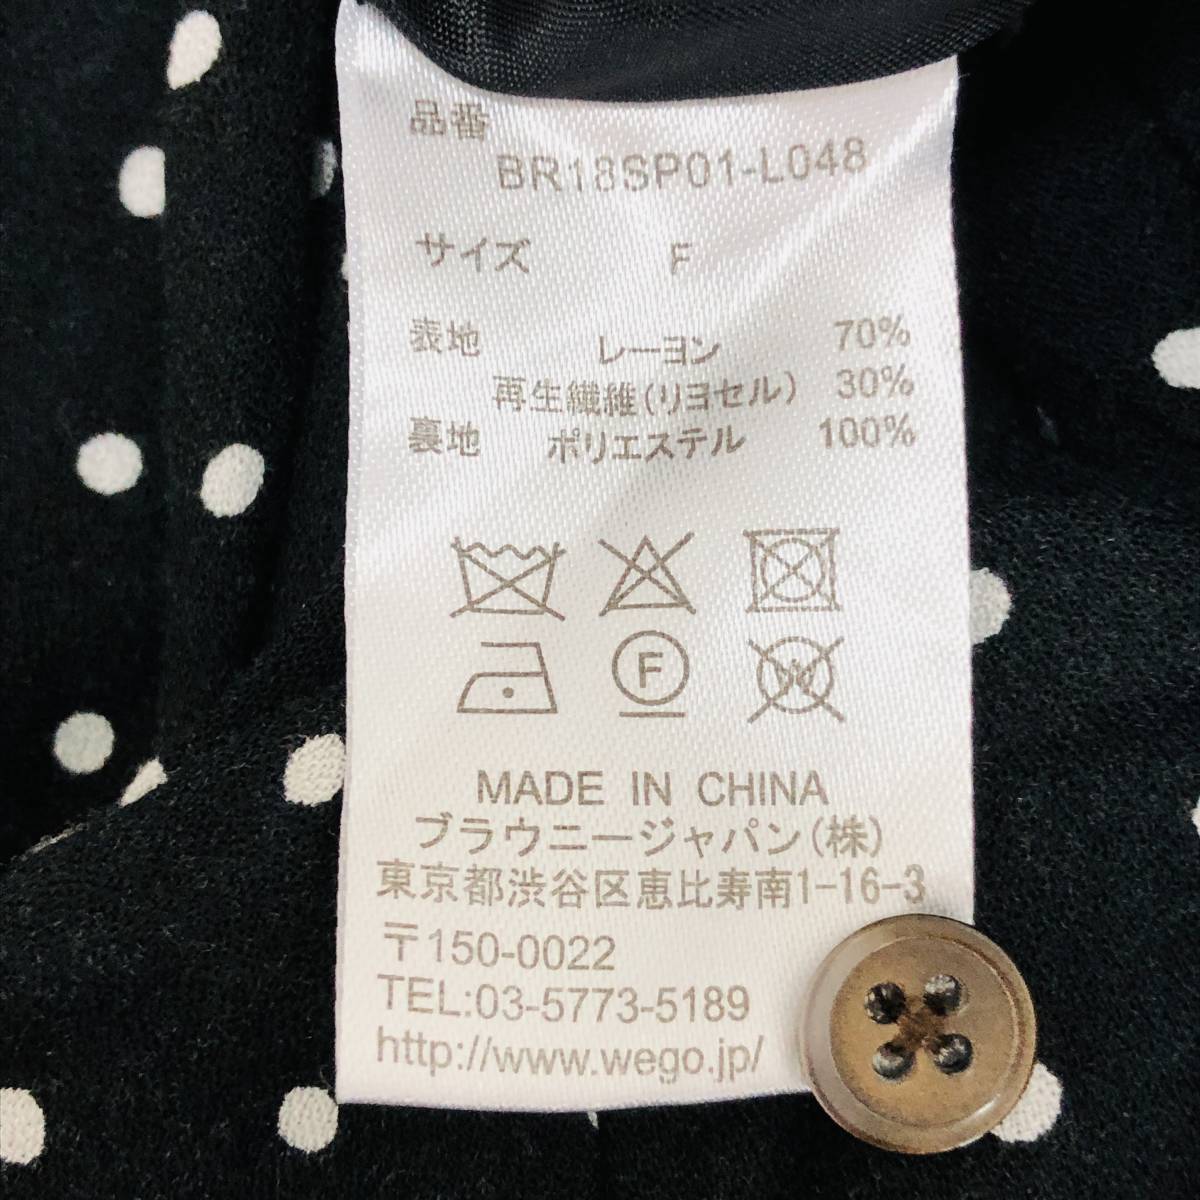 品番
BR18SP01-L048
サイズ F
表地 レーヨン 70%
再生繊維(リヨセル) 30%
裏地 ポリエステル 100%
F
W
MADE IN CHINA
ブラウニージャパン(株)
東京都渋谷区恵比寿南1-16-3
〒150-0022
TEL:03-5773-5189
http://www.wego.jp/